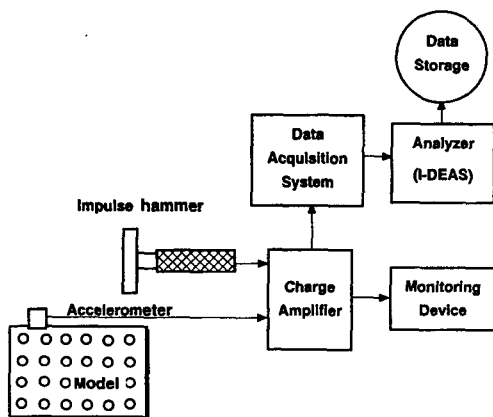 Data
Storage
Data
Acquisition
System
Analyzer
(I-DEAS)
Impulse hammer
Charge
Amplifier
Monitoring
Device
Accelerometer
Model